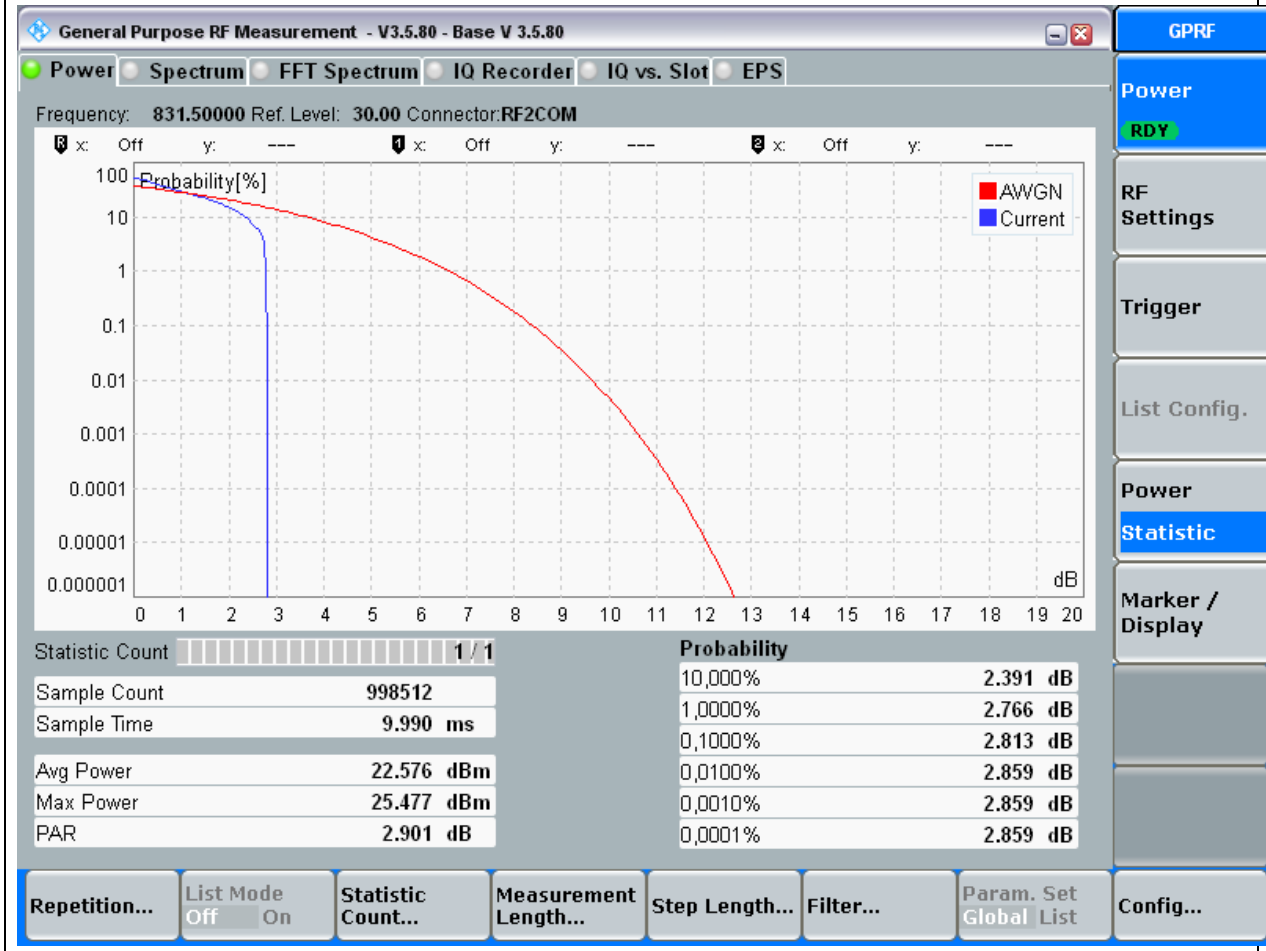 General Purpose RF Measurement - V3.5.80 - Base V 3.5.80
GPRF
Power Spectrum FFT Spectrum IQ Recorder IQ vs. Slot EPS
Frequency: 831.50000 Ref. Level: 30.00 Connector:RF2COM
R x: Off y: --- 1 x: Off y: --- 2 x: Off y: ---
Probability[%]
AWGN
Current
100
10
1
0.1
0.01
0.001
0.0001
0.00001
0.000001
dB
0 1 2 3 4 5 6 7 8 9 10 11 12 13 14 15 16 17 18 19 20
Statistic Count 1 / 1
Sample Count 998512
Sample Time 9.990 ms
Avg Power 22.576 dBm
Max Power 25.477 dBm
PAR 2.901 dB
Probability
10,000% 2.391 dB
1,0000% 2.766 dB
0,1000% 2.813 dB
0,0100% 2.859 dB
0,0010% 2.859 dB
0,0001% 2.859 dB
Power
RDY
RF
Settings
Trigger
List Config.
Power
Statistic
Marker /
Display
Repetition...
List Mode
Off On
Statistic
Count...
Measurement
Length...
Step Length...
Filter...
Param. Set
Global List
Config...